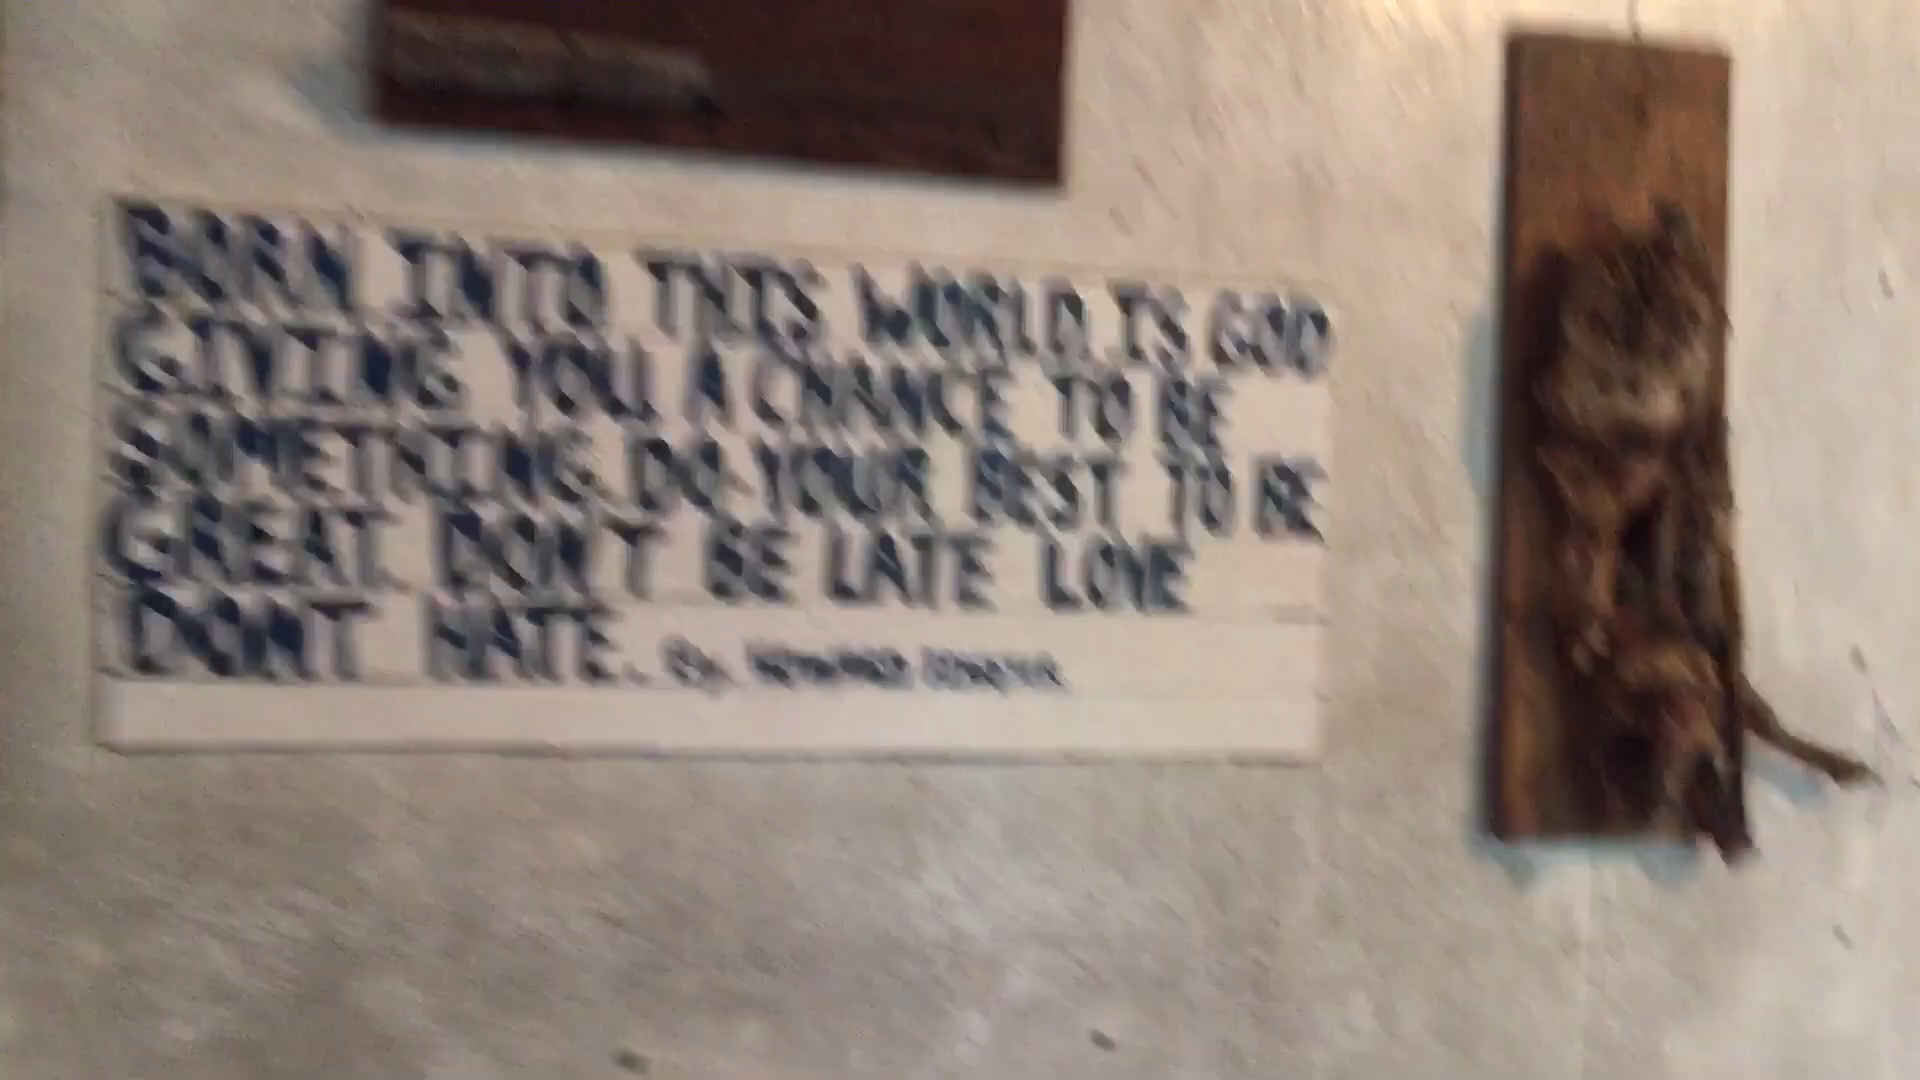 BORN INTO THIS WORLD IS GOD
GIVING YOU A CHANCE TO BE
SOMETHING DO YOUR BEST TO BE
GREAT DON'T BE LATE LOVE
DONT HATE. By